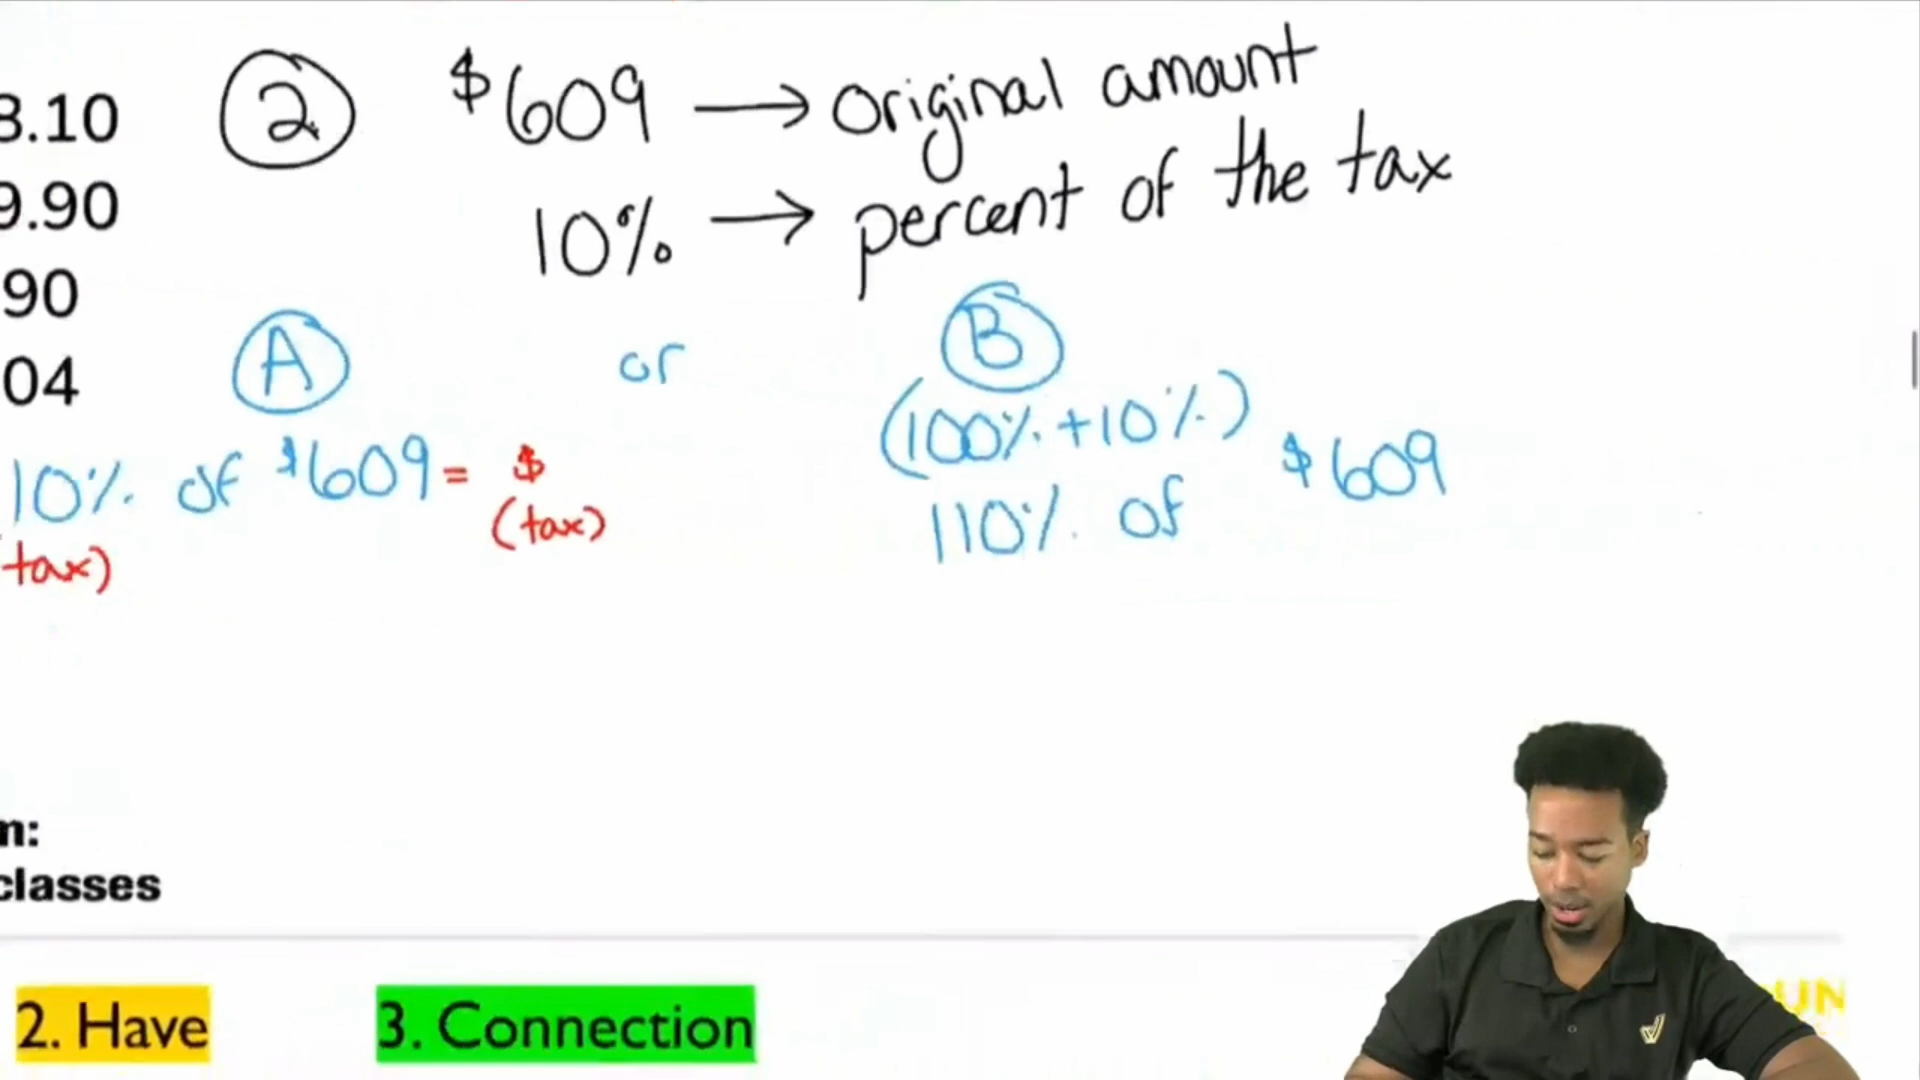 3.10
② $609 → original amount
9.90
10% → percent of the tax
90
04
Ⓐ or Ⓑ
(100% + 10%)
10% of $609 = $
$609
(tax)
110% of
tax)
n:
classes
2. Have
3. Connection
UN